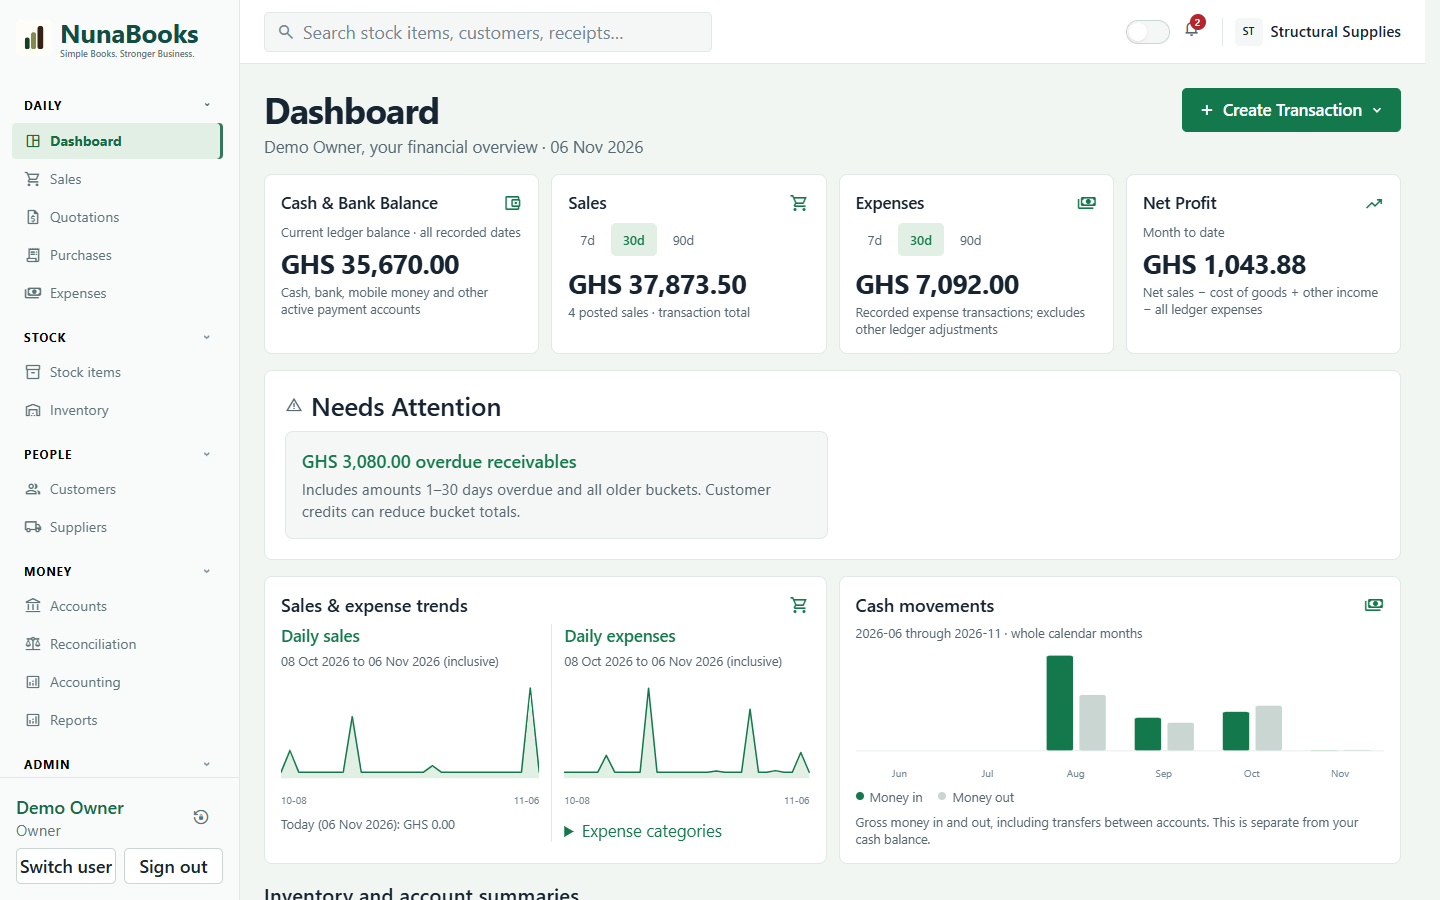 NunaBooks
Simple Books. Stronger Business.
DAILY
Dashboard
Sales
Quotations
Purchases
Expenses
STOCK
Stock items
Inventory
PEOPLE
Customers
Suppliers
MONEY
Accounts
Reconciliation
Accounting
Reports
ADMIN
Demo Owner
Owner
Switch user
Sign out
Search stock items, customers, receipts...
2
ST
Structural Supplies
Dashboard
Demo Owner, your financial overview · 06 Nov 2026
+ Create Transaction
Cash & Bank Balance
Current ledger balance · all recorded dates
GHS 35,670.00
Cash, bank, mobile money and other
active payment accounts
Sales
7d 30d 90d
GHS 37,873.50
4 posted sales · transaction total
Expenses
7d 30d 90d
GHS 7,092.00
Recorded expense transactions; excludes
other ledger adjustments
Net Profit
Month to date
GHS 1,043.88
Net sales − cost of goods + other income
− all ledger expenses
Needs Attention
GHS 3,080.00 overdue receivables
Includes amounts 1–30 days overdue and all older buckets. Customer
credits can reduce bucket totals.
Sales & expense trends
Daily sales
08 Oct 2026 to 06 Nov 2026 (inclusive)
10-08 11-06
Today (06 Nov 2026): GHS 0.00
Daily expenses
08 Oct 2026 to 06 Nov 2026 (inclusive)
10-08 11-06
Expense categories
Cash movements
2026-06 through 2026-11 · whole calendar months
Jun Jul Aug Sep Oct Nov
Money in Money out
Gross money in and out, including transfers between accounts. This is separate from your
cash balance.
Inventory and account summaries